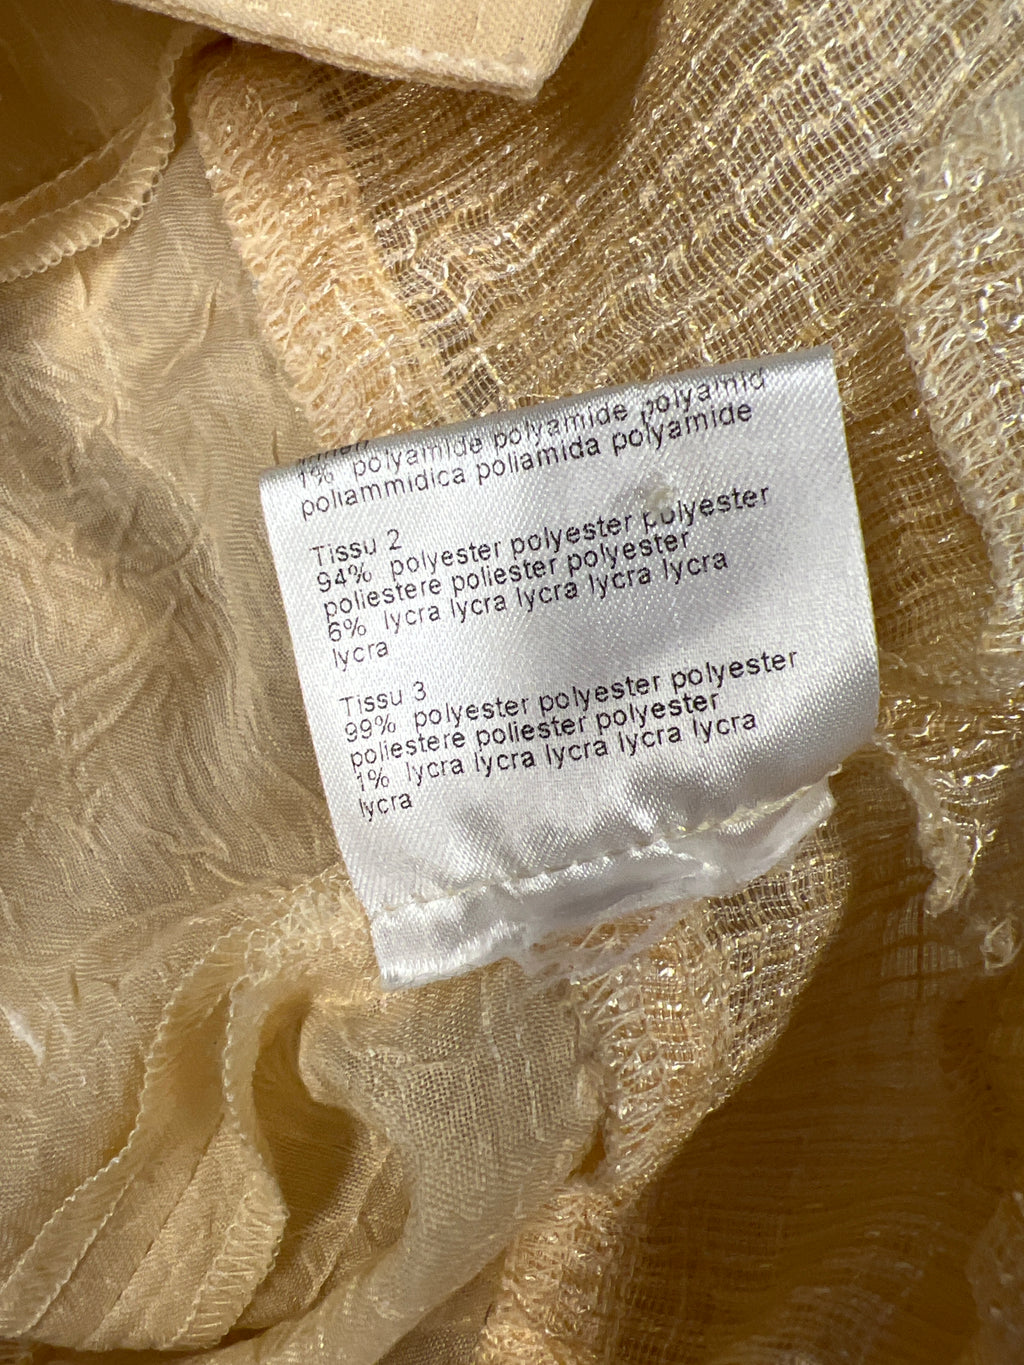 1% polyamide polyamide polyamid
poliammidica poliamida polyamide
Tissu 2
94% polyester polyester polyester
poliestere poliester polyester
6% lycra lycra lycra lycra lycra
lycra
Tissu 3
99% polyester polyester polyester
poliestere poliester polyester
1% lycra lycra lycra lycra lycra
lycra